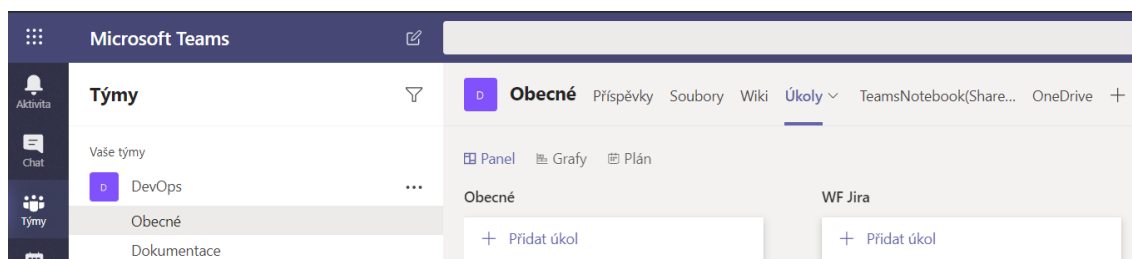 Microsoft Teams
Aktivita
Chat
Týmy
Týmy
Vaše týmy
D DevOps
Obecné
Dokumentace
D Obecné Příspěvky Soubory Wiki Úkoly TeamsNotebook(Share... OneDrive
Panel Grafy Plán
Obecné
Přidat úkol
WF Jira
Přidat úkol